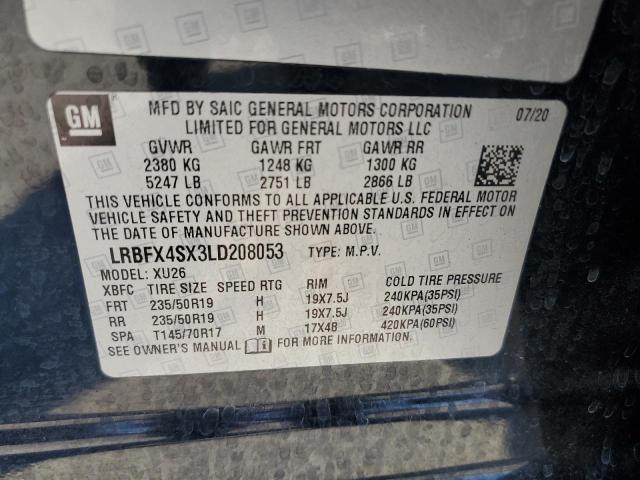 GM
MFD BY SAIC GENERAL MOTORS CORPORATION 07/20
LIMITED FOR GENERAL MOTORS LLC
GVWR GAWR FRT GAWR RR
2380 KG 1248 KG 1300 KG
5247 LB 2751 LB 2866 LB
THIS VEHICLE CONFORMS TO ALL APPLICABLE U.S. FEDERAL MOTOR
VEHICLE SAFETY AND THEFT PREVENTION STANDARDS IN EFFECT ON
THE DATE OF MANUFACTURE SHOWN ABOVE.
LRBFX4SX3LD208053 TYPE: M.P.V.
MODEL: XU26
XBFC TIRE SIZE SPEED RTG RIM COLD TIRE PRESSURE
FRT 235/50R19 H 19X7.5J 240KPA(35PSI)
RR 235/50R19 H 19X7.5J 240KPA(35PSI)
SPA T145/70R17 M 17X4B 420KPA(60PSI)
SEE OWNER'S MANUAL FOR MORE INFORMATION.